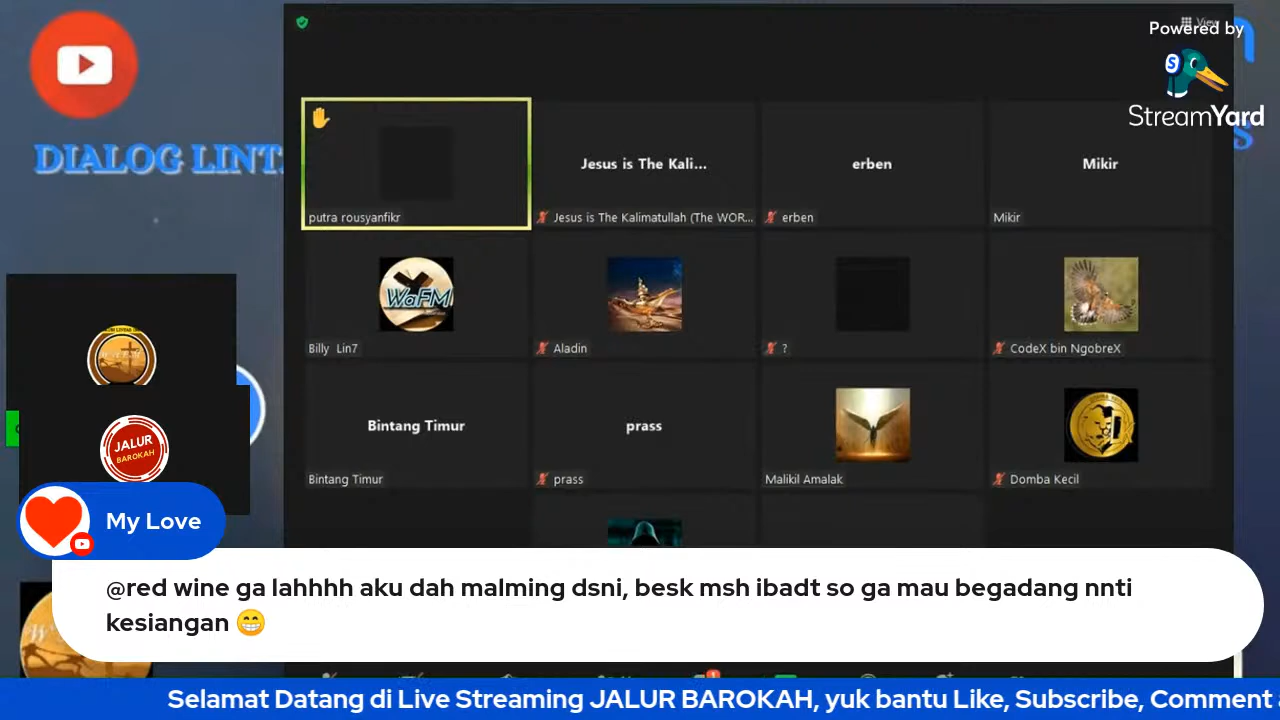 View
Powered by
S
StreamYard
DIALOG LINT
putra rousyanfikr
Jesus is The Kali...
Jesus is The Kalimatullah (The WOR...
erben
erben
Mikir
Mikir
WaFM
Billy Lin7
Aladin
?
CodeX bin NgobreX
Bintang Timur
Bintang Timur
prass
prass
Malikil Amalak
Domba Kecil
JALUR
BAROKAH
My Love
@red wine ga lahhhh aku dah malming dsni, besk msh ibadt so ga mau begadang nnti
kesiangan 😁
Selamat Datang di Live Streaming JALUR BAROKAH, yuk bantu Like, Subscribe, Comment